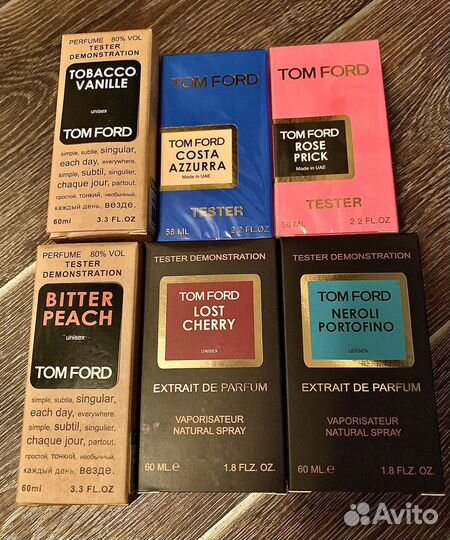 PERFUME 80% VOL
TESTER
DEMONSTRATION
TOBACCO
VANILLE
unisex
TOM FORD
simple, subtle, singular,
each day, everywhere.
simple, subtil, singulier,
chaque jour, partout.
простой, тонкий, необычный,
каждый день, везде.
60ml 3.3 FL.OZ
TOM FORD
TOM FORD
COSTA
AZZURRA
Made in UAE
TESTER
58 ML 2.2 FL.OZ
TOM FORD
TOM FORD
ROSE
PRICK
Made in UAE
TESTER
58 ML 2.2 FL.OZ
PERFUME 80% VOL
TESTER
DEMONSTRATION
BITTER
PEACH
unisex
TOM FORD
simple, subtle, singular,
each day, everywhere.
simple, subtil, singulier,
chaque jour, partout.
простой, тонкий, необычный,
каждый день, везде.
60ml 3.3 FL.OZ
TESTER DEMONSTRATION
TOM FORD
LOST
CHERRY
UNISEX
EXTRAIT DE PARFUM
VAPORISATEUR
NATURAL SPRAY
60 ML.e 1.8 FLZ. OZ.
TESTER DEMONSTRATION
TOM FORD
NEROLI
PORTOFINO
unisex
EXTRAIT DE PARFUM
VAPORISATEUR
NATURAL SPRAY
60 ML.e 1.8 FLZ. OZ.
Avito